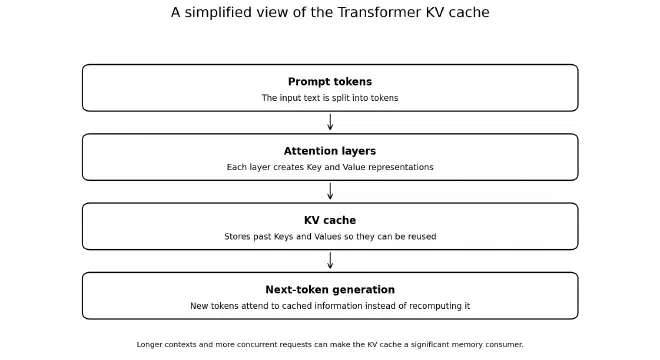 A simplified view of the Transformer KV cache
Prompt tokens
The input text is split into tokens
Attention layers
Each layer creates Key and Value representations
KV cache
Stores past Keys and Values so they can be reused
Next-token generation
New tokens attend to cached information instead of recomputing it
Longer contexts and more concurrent requests can make the KV cache a significant memory consumer.